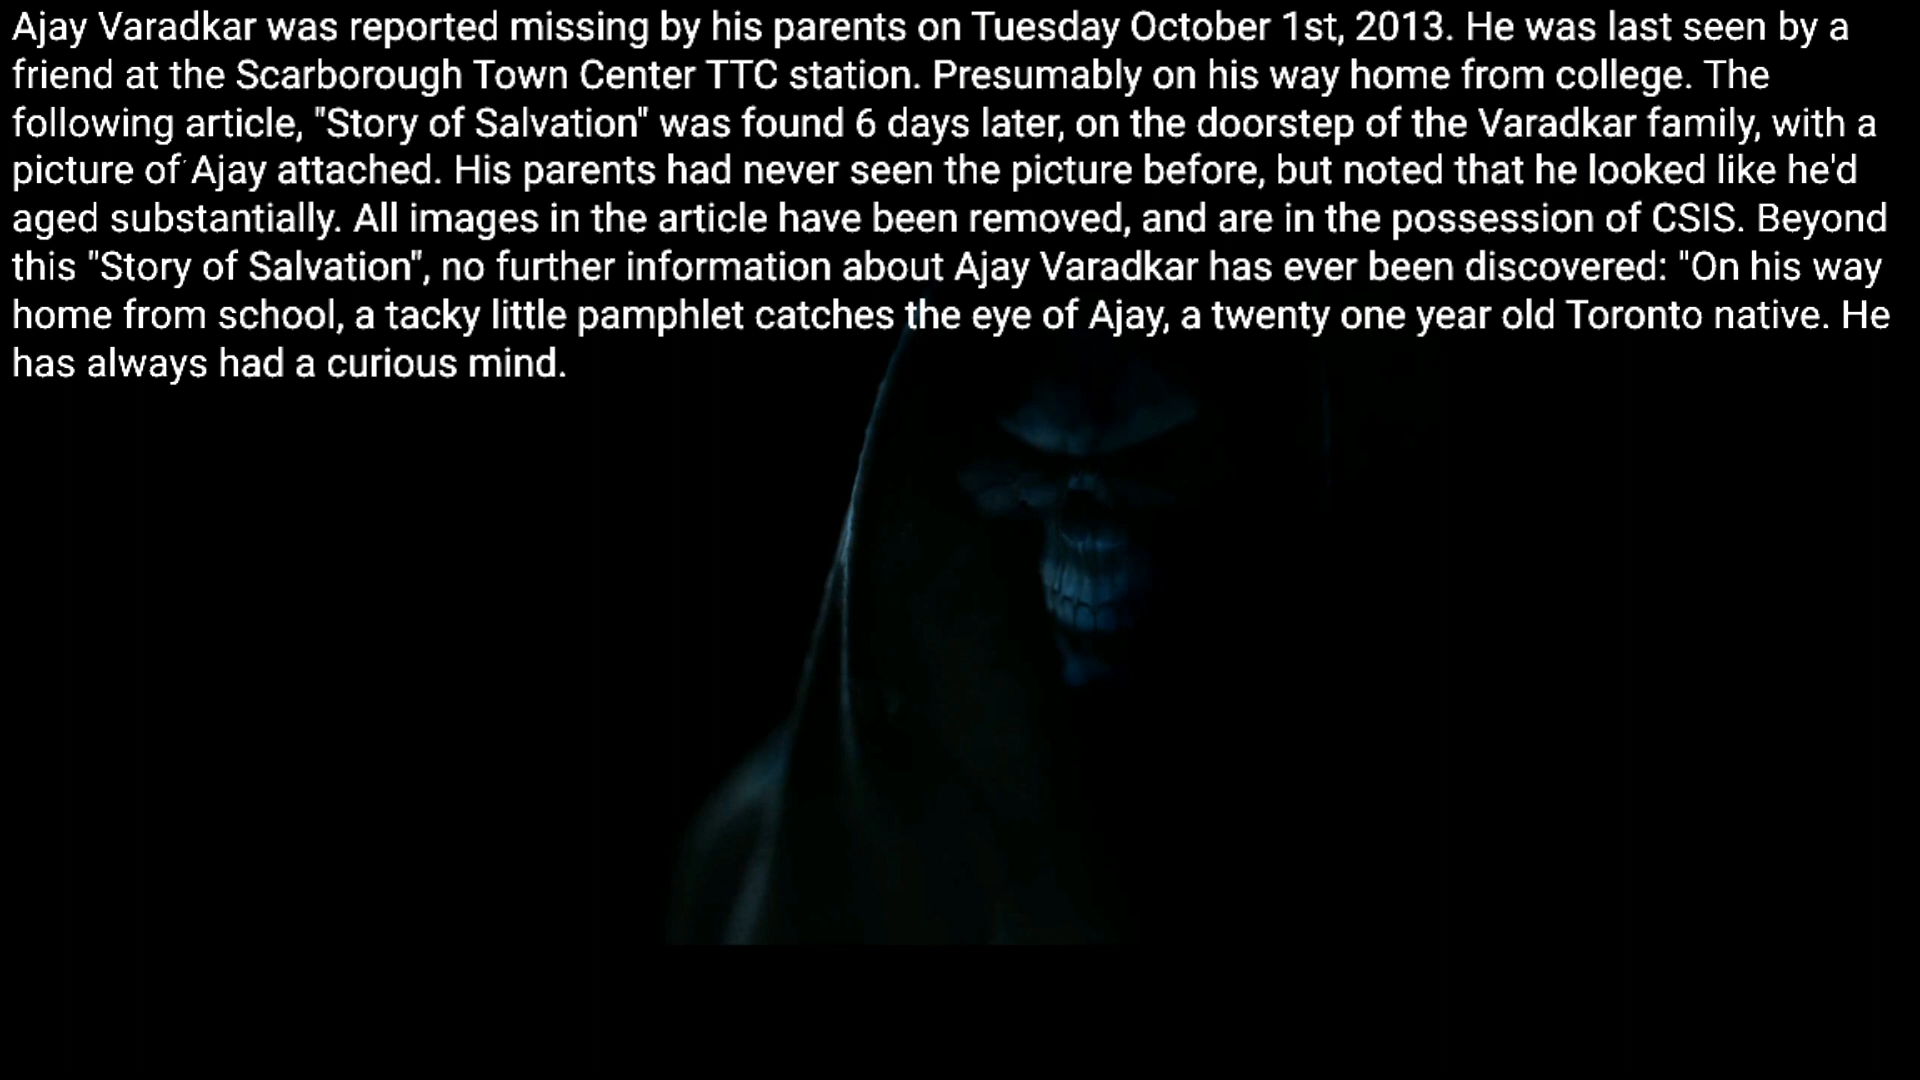 Ajay Varadkar was reported missing by his parents on Tuesday October 1st, 2013. He was last seen by a
friend at the Scarborough Town Center TTC station. Presumably on his way home from college. The
following article, "Story of Salvation" was found 6 days later, on the doorstep of the Varadkar family, with a
picture of Ajay attached. His parents had never seen the picture before, but noted that he looked like he'd
aged substantially. All images in the article have been removed, and are in the possession of CSIS. Beyond
this "Story of Salvation", no further information about Ajay Varadkar has ever been discovered: "On his way
home from school, a tacky little pamphlet catches the eye of Ajay, a twenty one year old Toronto native. He
has always had a curious mind.